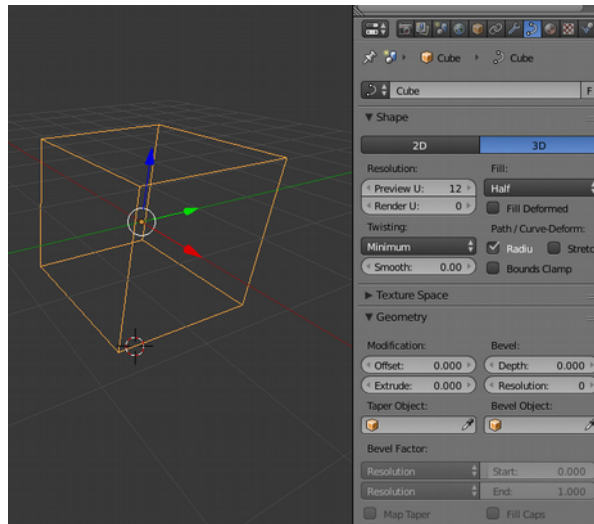 Cube Cube
Cube F
Shape
2D 3D
Resolution: Fill:
Preview U: 12 Half
Render U: 0 Fill Deformed
Twisting: Path / Curve-Deform:
Minimum Radiu Stretc
Smooth: 0.00 Bounds Clamp
Texture Space
Geometry
Modification: Bevel:
Offset: 0.000 Depth: 0.000
Extrude: 0.000 Resolution: 0
Taper Object: Bevel Object:
Bevel Factor:
Resolution Start: 0.000
Resolution End: 1.000
Map Taper Fill Caps